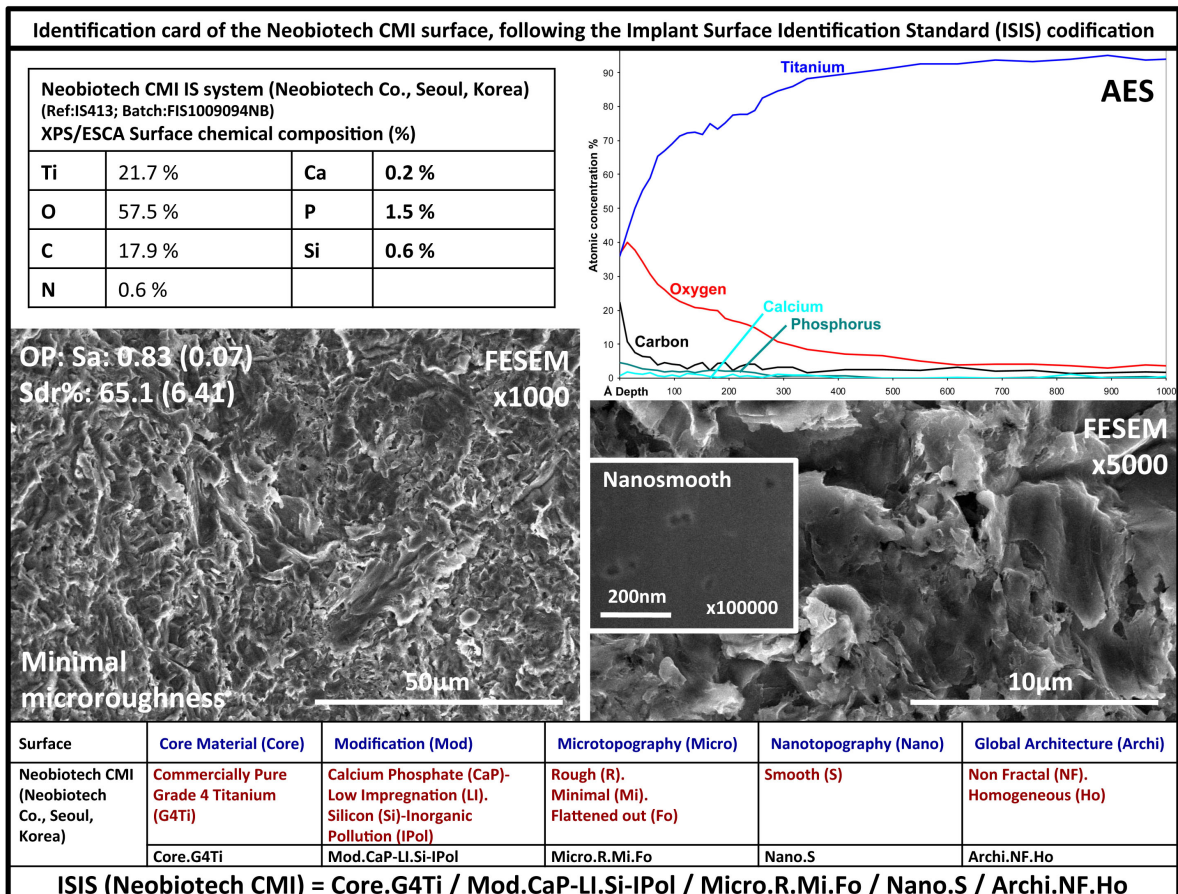 Identification card of the Neobiotech CMI surface, following the Implant Surface Identification Standard (ISIS) codification
Neobiotech CMI IS system (Neobiotech Co., Seoul, Korea)
(Ref:IS413; Batch:FIS1009094NB)
XPS/ESCA Surface chemical composition (%)
Ti 21.7 % Ca 0.2 %
O 57.5 % P 1.5 %
C 17.9 % Si 0.6 %
N 0.6 %
AES
Atomic concentration %
90
80
70
60
50
40
30
20
10
0
Titanium
Oxygen
Calcium
Phosphorus
Carbon
A Depth 100 200 300 400 500 600 700 800 900 1000
OP: Sa: 0.83 (0.07)
Sdr%: 65.1 (6.41)
FESEM
x1000
Minimal
microroughness
50µm
FESEM
x5000
Nanosmooth
200nm x100000
10µm
Surface Core Material (Core) Modification (Mod) Microtopography (Micro) Nanotopography (Nano) Global Architecture (Archi)
Neobiotech CMI Commercially Pure Calcium Phosphate (CaP)- Rough (R). Smooth (S) Non Fractal (NF).
(Neobiotech Grade 4 Titanium Low Impregnation (LI). Minimal (Mi). Homogeneous (Ho)
Co., Seoul, (G4Ti) Silicon (Si)-Inorganic Flattened out (Fo)
Korea) Pollution (IPol)
Core.G4Ti Mod.CaP-LI.Si-IPol Micro.R.Mi.Fo Nano.S Archi.NF.Ho
ISIS (Neobiotech CMI) = Core.G4Ti / Mod.CaP-LI.Si-IPol / Micro.R.Mi.Fo / Nano.S / Archi.NF.Ho